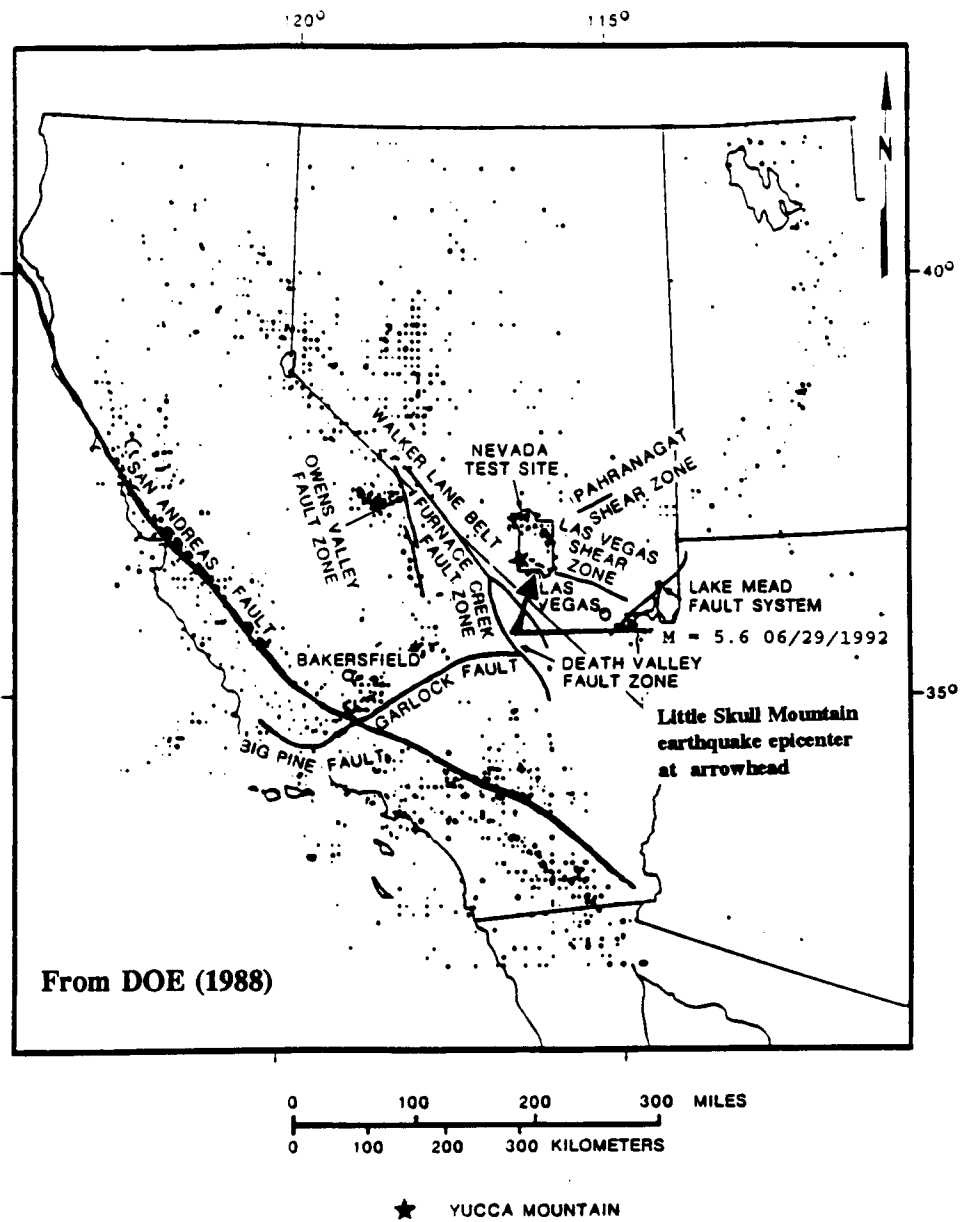 120°
115°
N
40°
WALKER LANE BELT
NEVADA
TEST SITE
PAHRANAGAT
SHEAR ZONE
OWENS VALLEY
FAULT ZONE
FURNACE CREEK
FAULT ZONE
LAS VEGAS
SHEAR
ZONE
SAN ANDREAS FAULT
LAS
VEGAS
LAKE MEAD
FAULT SYSTEM
M = 5.6 06/29/1992
BAKERSFIELD
GARLOCK FAULT
DEATH VALLEY
FAULT ZONE
35°
BIG PINE FAULT
Little Skull Mountain
earthquake epicenter
at arrowhead
From DOE (1988)
0 100 200 300 MILES
0 100 200 300 KILOMETERS
★ YUCCA MOUNTAIN